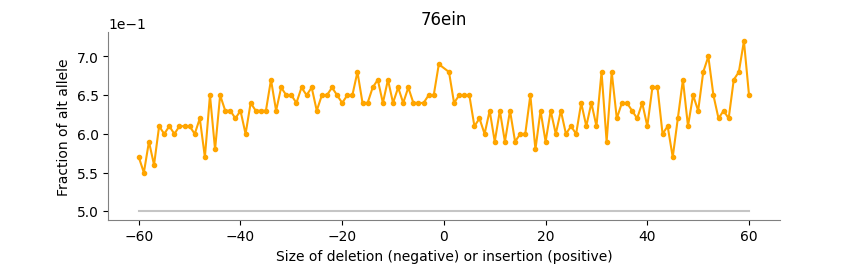 76ein
1e−1
Fraction of alt allele
7.0
6.5
6.0
5.5
5.0
−60 −40 −20 0 20 40 60
Size of deletion (negative) or insertion (positive)